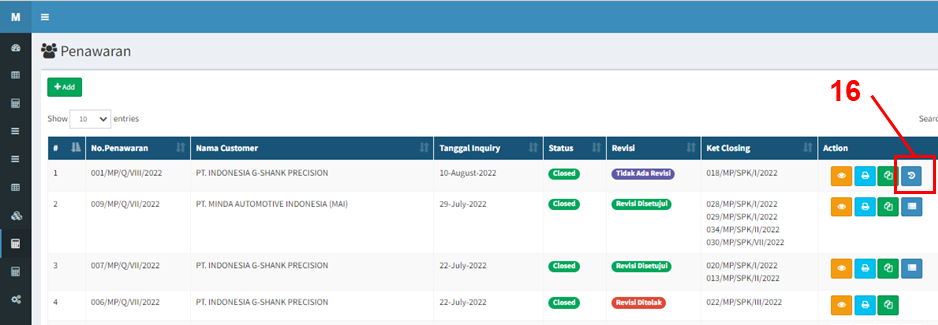 M
Penawaran
Add
16
Show 10 entries
Searc
# No.Penawaran Nama Customer Tanggal Inquiry Status Revisi Ket Closing Action
1 001/MP/Q/VIII/2022 PT. INDONESIA G-SHANK PRECISION 10-August-2022 Closed Tidak Ada Revisi 018/MP/SPK/I/2022
2 009/MP/Q/VII/2022 PT. MINDA AUTOMOTIVE INDONESIA (MAI) 29-July-2022 Closed Revisi Disetujui 028/MP/SPK/I/2022
029/MP/SPK/I/2022
034/MP/SPK/II/2022
030/MP/SPK/VII/2022
3 007/MP/Q/VII/2022 PT. INDONESIA G-SHANK PRECISION 22-July-2022 Closed Revisi Disetujui 020/MP/SPK/I/2022
013/MP/SPK/II/2022
4 006/MP/Q/VII/2022 PT. INDONESIA G-SHANK PRECISION 22-July-2022 Closed Revisi Ditolak 022/MP/SPK/III/2022